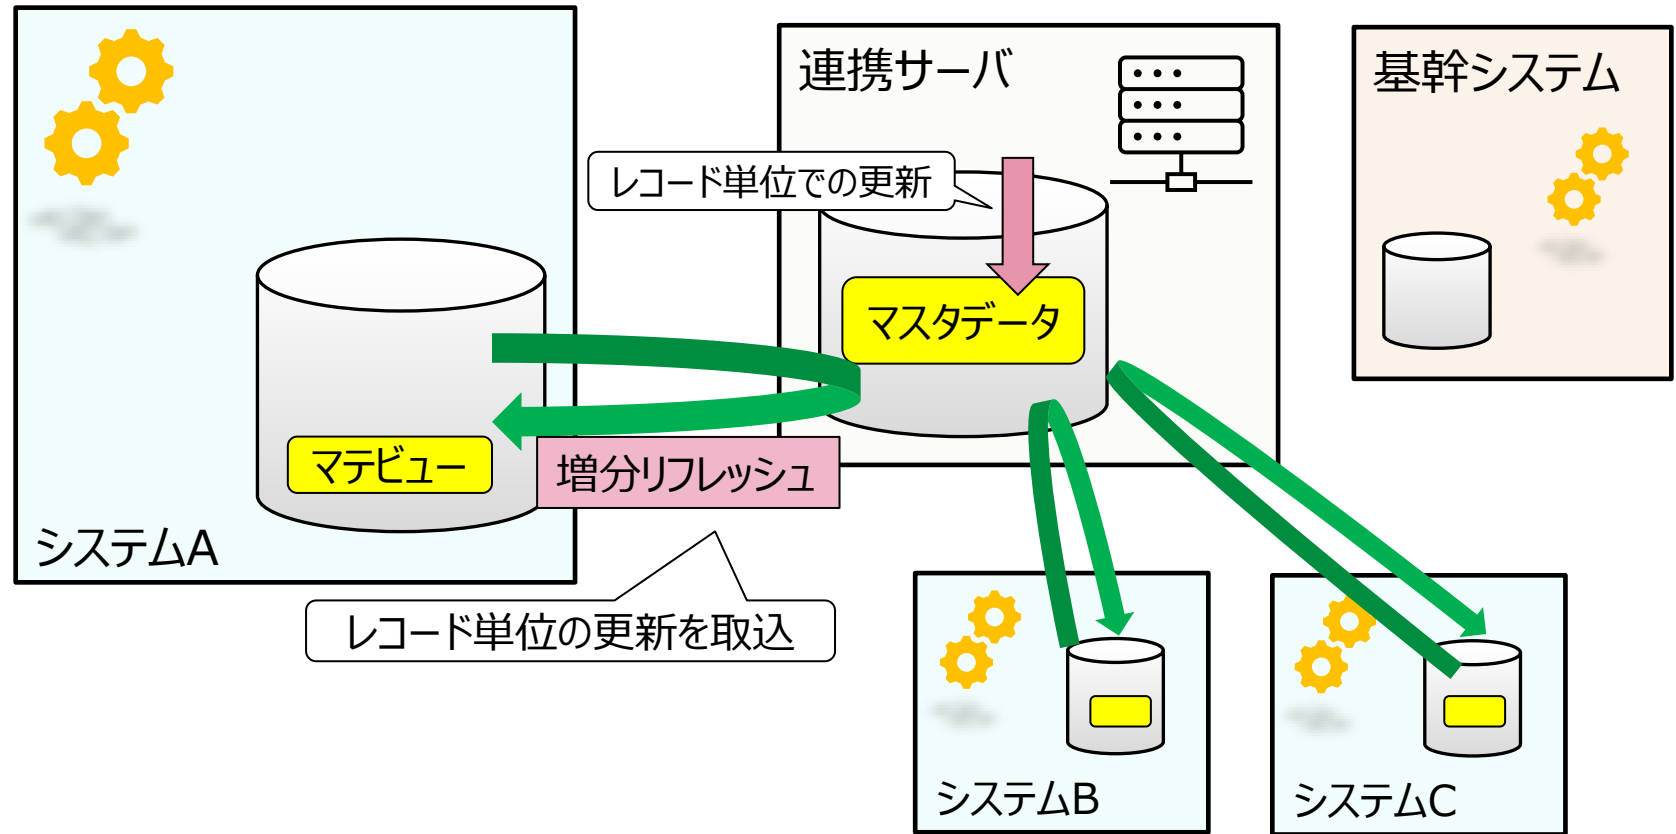 連携サーバ
基幹システム
レコード単位での更新
マスタデータ
マテビュー
増分リフレッシュ
システムA
レコード単位の更新を取込
システムB
システムC